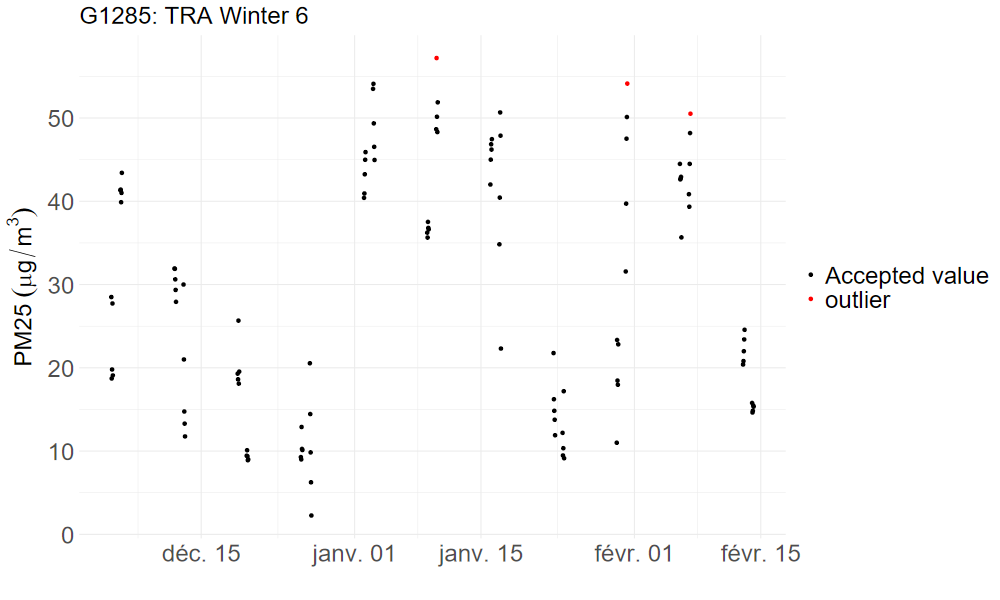 G1285: TRA Winter 6
PM25 (μg/m³)
50
40
30
20
10
0
déc. 15 janv. 01 janv. 15 févr. 01 févr. 15
Accepted value
outlier